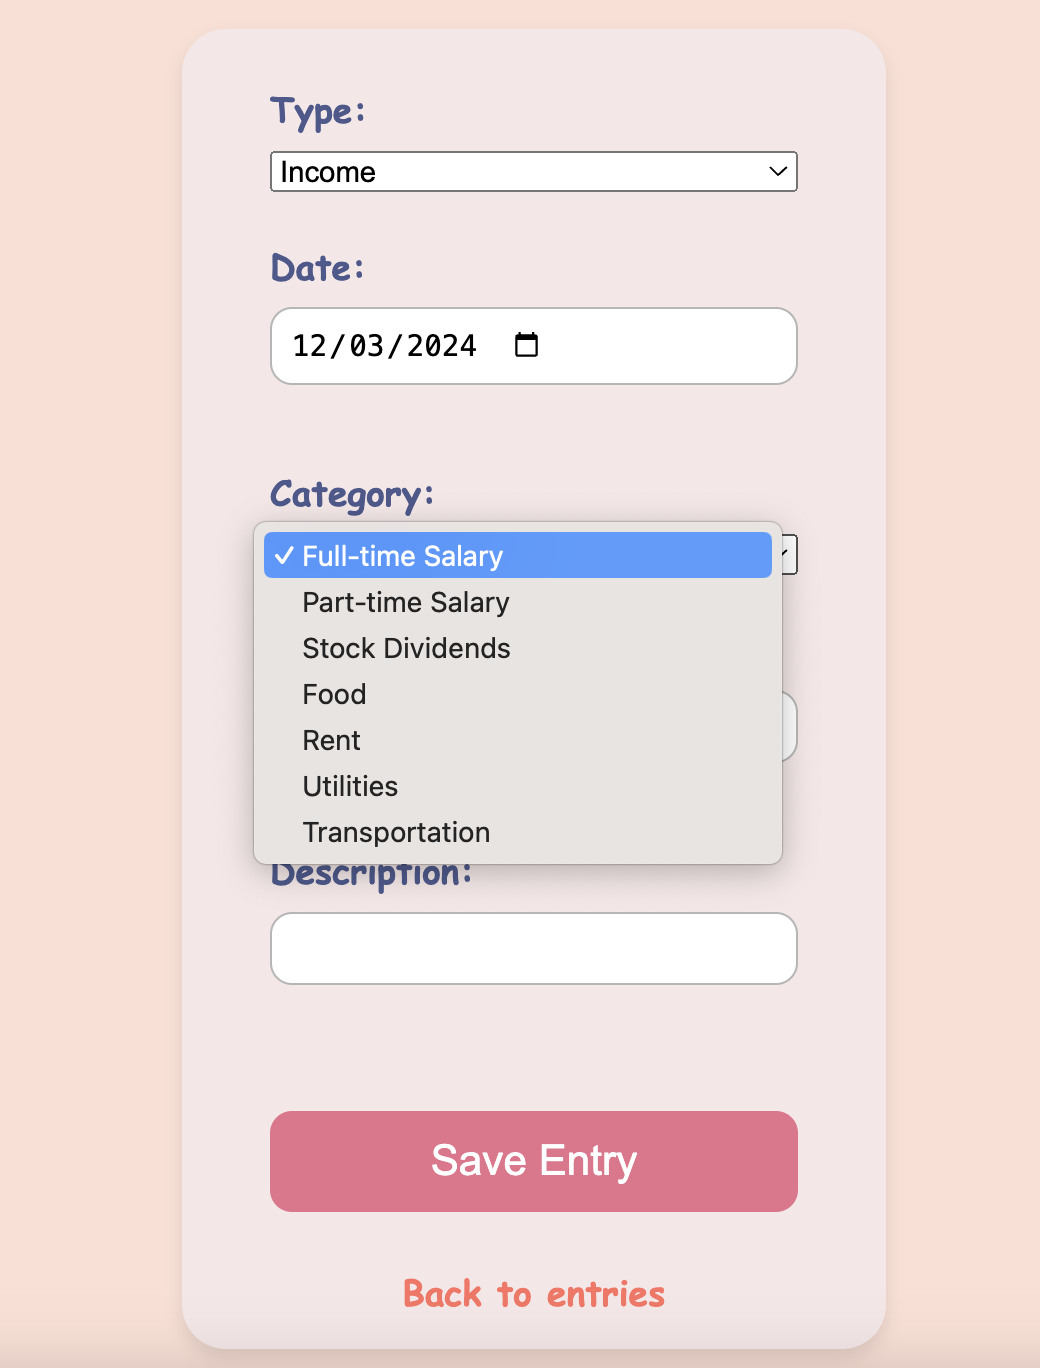 Type:
Income
Date:
12/03/2024
Category:
✓ Full-time Salary
Part-time Salary
Stock Dividends
Food
Rent
Utilities
Transportation
Description:
Save Entry
Back to entries